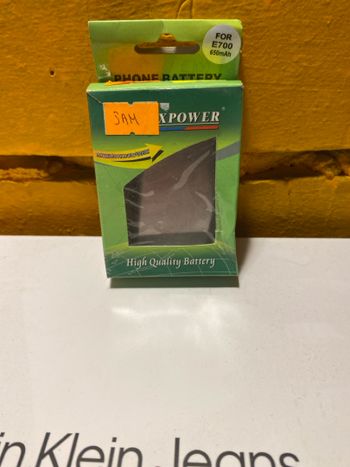 FOR
E700
650mAh
PHONE BATTERY
SAM
XPOWER
®
High Quality Battery
in Klein Jeans